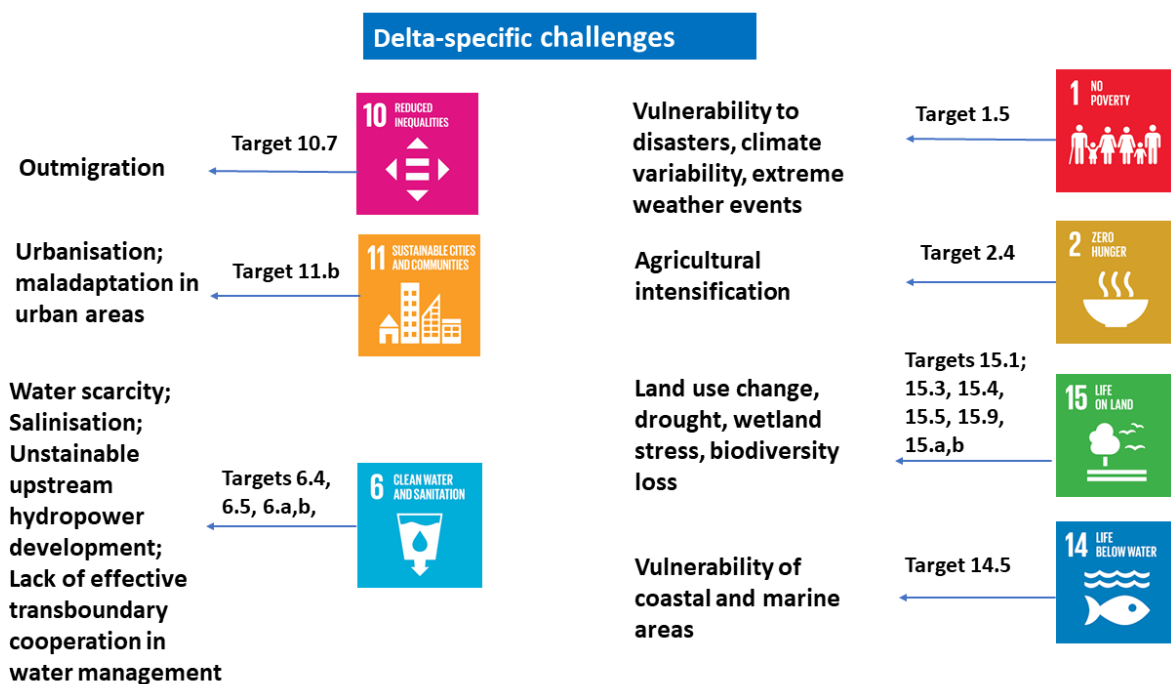 Delta-specific challenges
Outmigration
Target 10.7
10 REDUCED
INEQUALITIES
Urbanisation;
maladaptation in
urban areas
Target 11.b
11 SUSTAINABLE CITIES
AND COMMUNITIES
Water scarcity;
Salinisation;
Unstainable
upstream
hydropower
development;
Lack of effective
transboundary
cooperation in
water management
Targets 6.4,
6.5, 6.a,b,
6 CLEAN WATER
AND SANITATION
Vulnerability to
disasters, climate
variability, extreme
weather events
Target 1.5
1 NO
POVERTY
Agricultural
intensification
Target 2.4
2 ZERO
HUNGER
Land use change,
drought, wetland
stress, biodiversity
loss
Targets 15.1;
15.3, 15.4,
15.5, 15.9,
15.a,b
15 LIFE
ON LAND
Vulnerability of
coastal and marine
areas
Target 14.5
14 LIFE
BELOW WATER